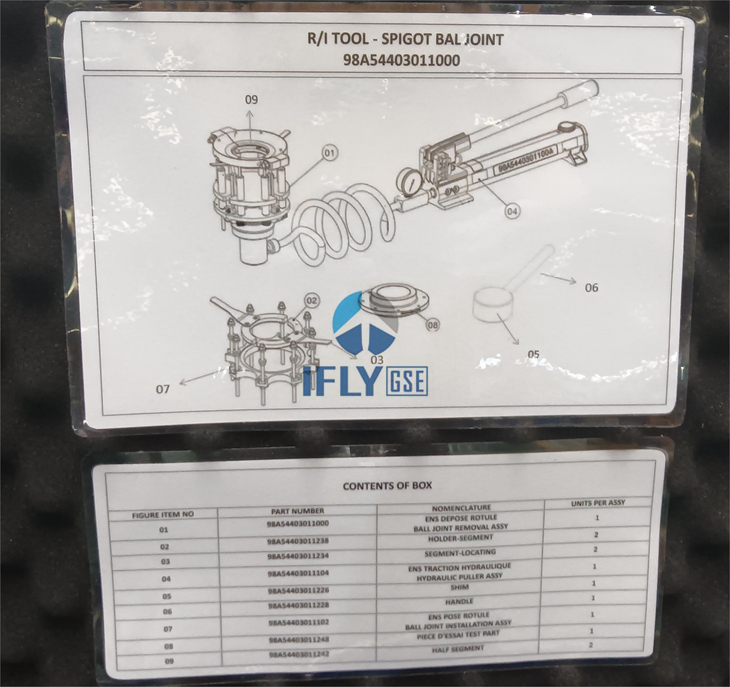 R/I TOOL - SPIGOT BAL JOINT
98A54403011000
09
01
04
02
08
06
05
03
07
IFLY GSE
CONTENTS OF BOX
FIGURE ITEM NO PART NUMBER NOMENCLATURE UNITS PER ASSY
01 98A54403011000 ENS DEPOSE ROTULE 1
BALL JOINT REMOVAL ASSY
02 98A54403011238 HOLDER-SEGMENT 2
03 98A54403011234 SEGMENT-LOCATING 2
04 98A54403011104 ENS TRACTION HYDRAULIQUE 1
HYDRAULIC PULLER ASSY
05 98A54403011226 SHIM 1
06 98A54403011228 HANDLE 1
07 98A54403011102 ENS POSE ROTULE 1
BALL JOINT INSTALLATION ASSY
08 98A54403011248 PIECE D'ESSAI TEST PART 1
09 98A54403011242 HALF SEGMENT 2